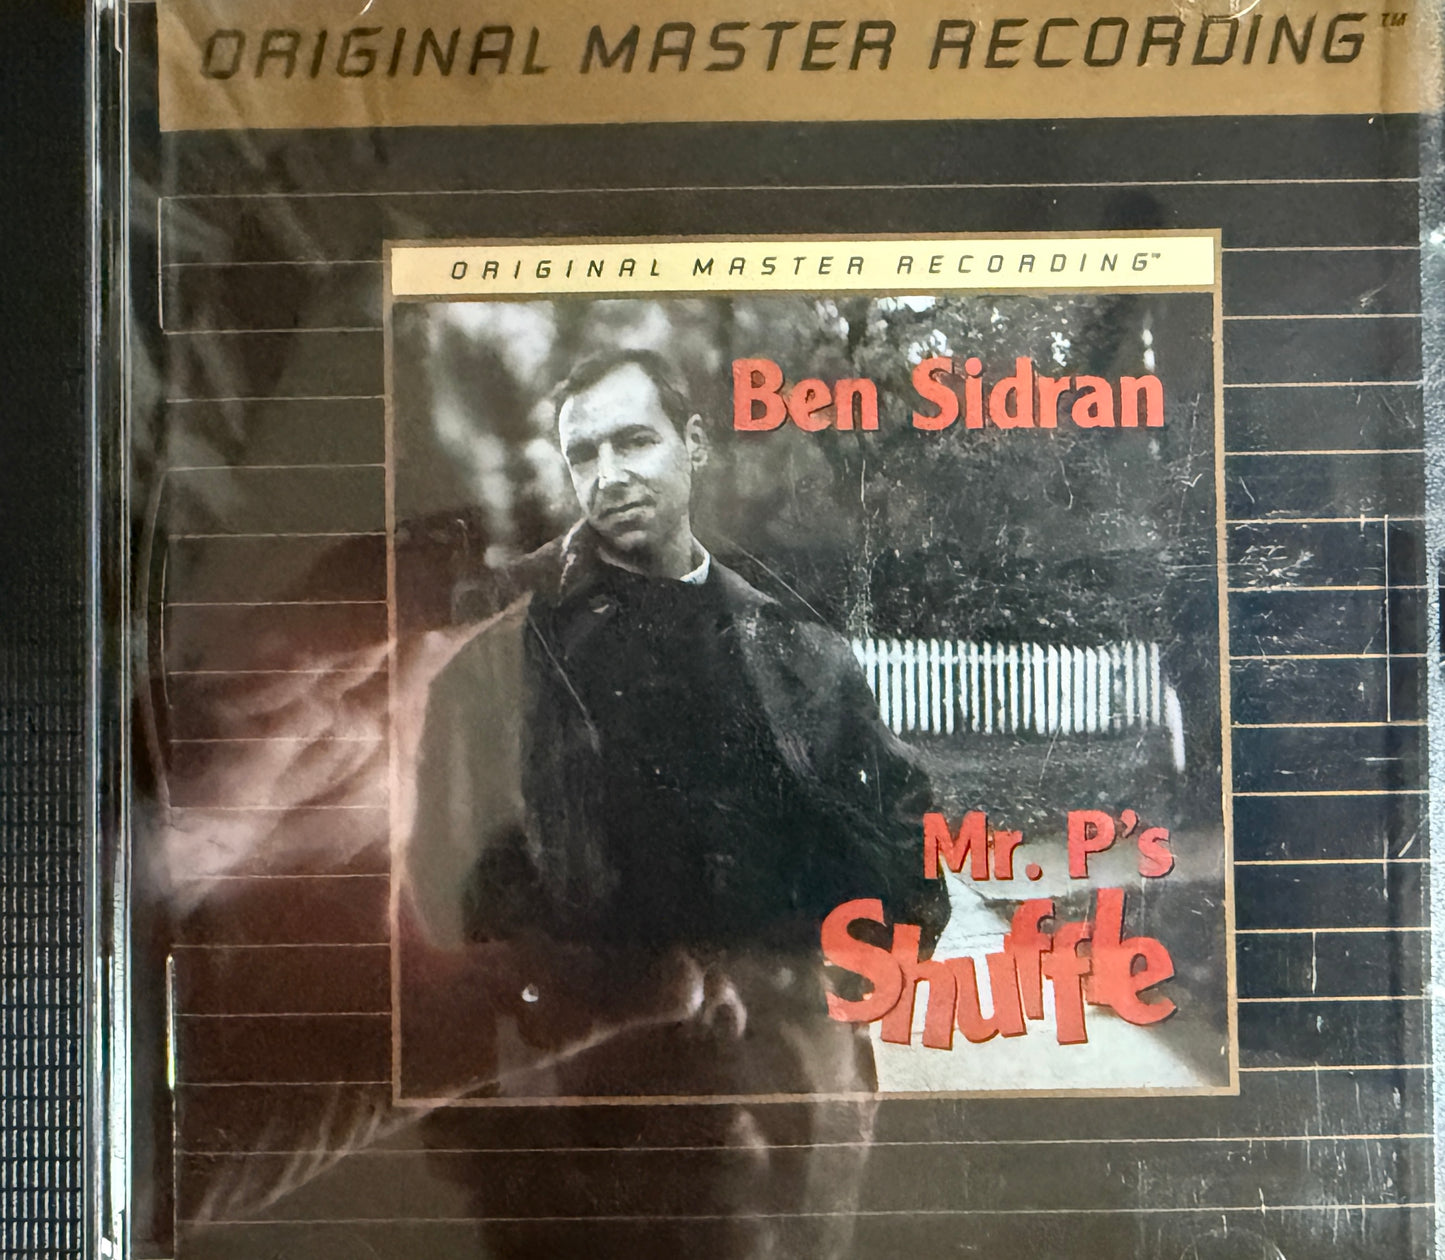 ORIGINAL MASTER RECORDING™
ORIGINAL MASTER RECORDING™
Ben Sidran
Mr. P's
Shuffle